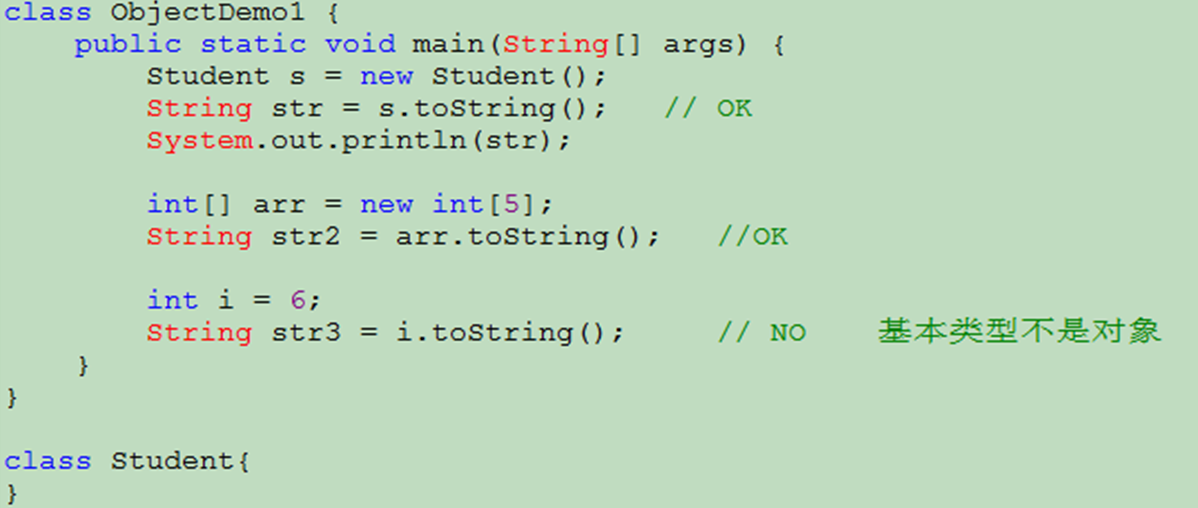 class ObjectDemo1 {
public static void main(String[] args) {
Student s = new Student();
String str = s.toString();   // OK
System.out.println(str);
int[] arr = new int[5];
String str2 = arr.toString();   //OK
int i = 6;
String str3 = i.toString();     // NO    基本类型不是对象
}
}
class Student{
}